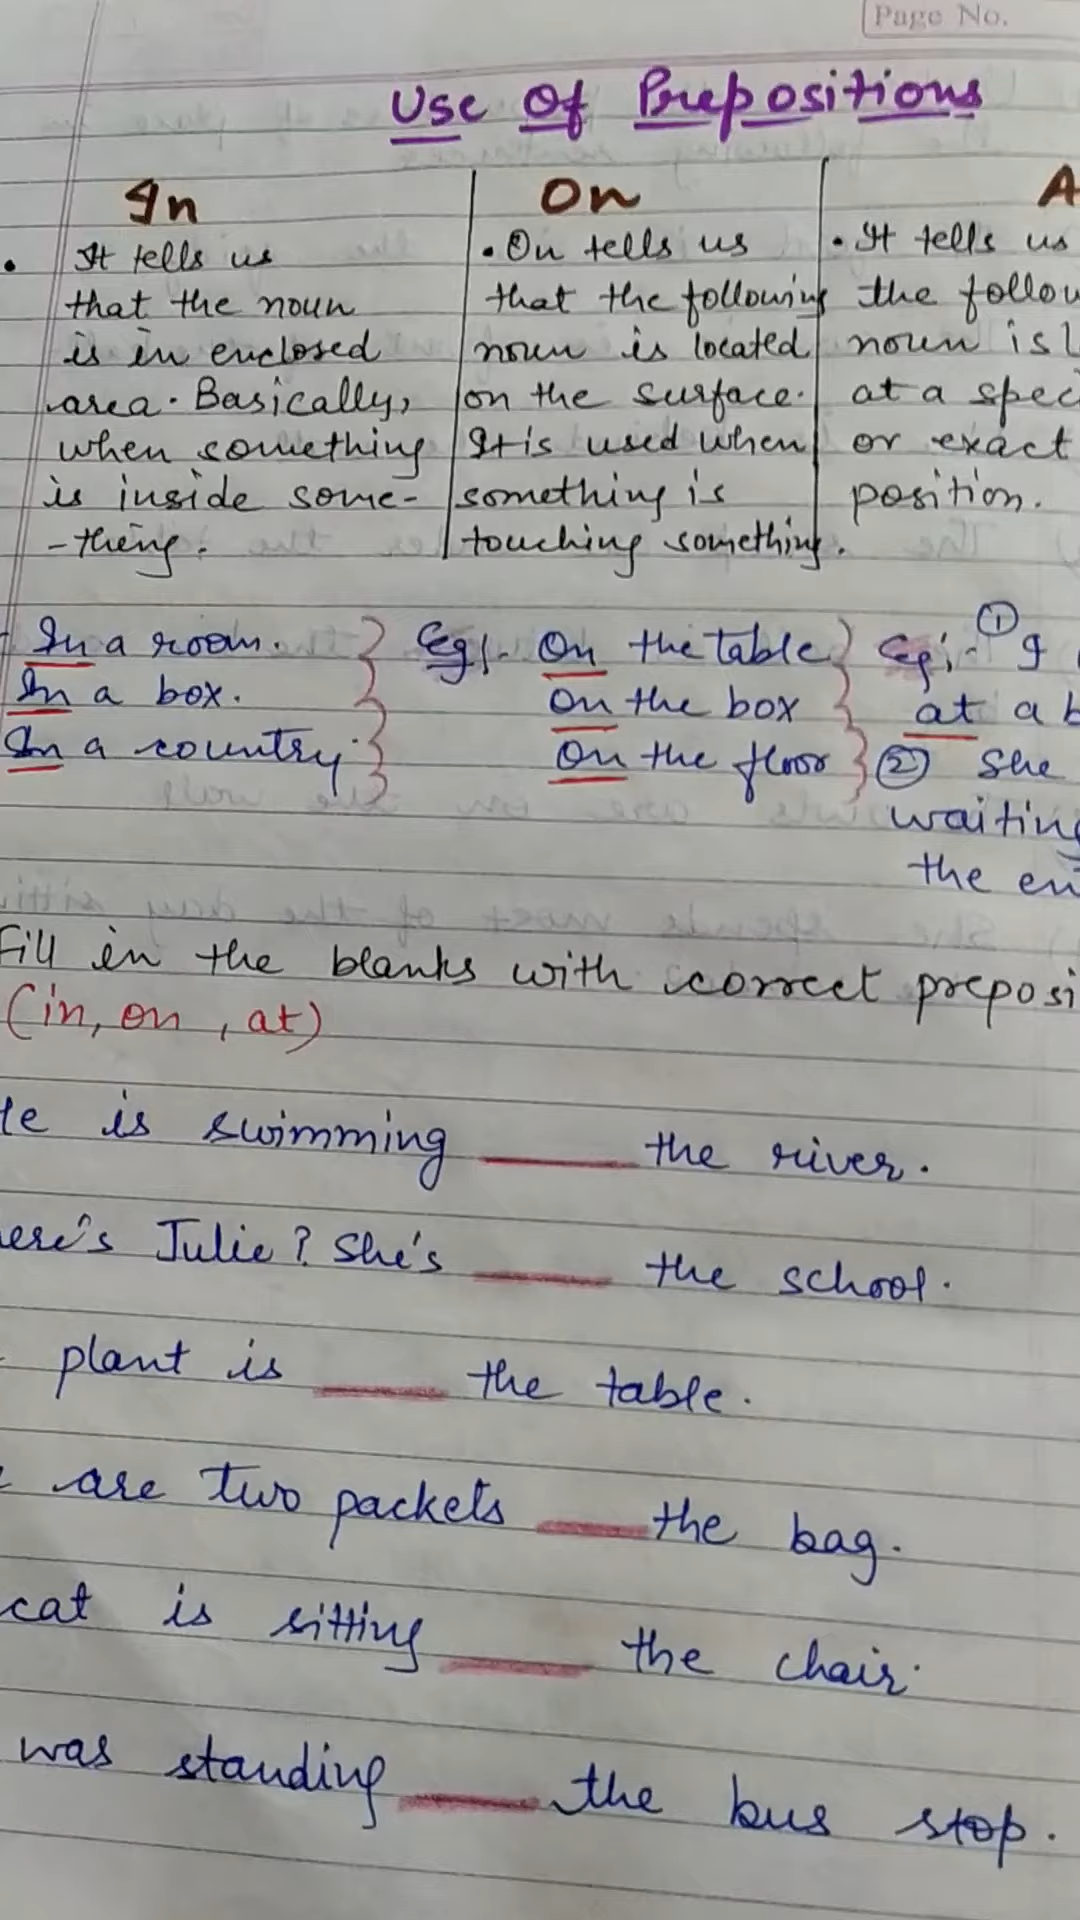 Page No.
Use Of Prepositions
In
• It tells us
that the noun
is in enclosed
area. Basically,
when something
is inside some-
-thing.
On
• On tells us
that the following
noun is located
on the surface.
It is used when
something is
touching something.
A
• It tells us
the follow
noun is l
at a spec
or exact
position.
In a room.
In a box.
In a country.
Eg:- On the table
On the box
On the floor
Eg:- ① I
at a b
② She
waiting
the en
Fill in the blanks with correct preposi
(in, on, at)
He is swimming ____ the river.
ere's Julie? She's ____ the school.
plant is ____ the table.
are two packets ____ the bag.
cat is sitting ____ the chair.
was standing ____ the bus stop.